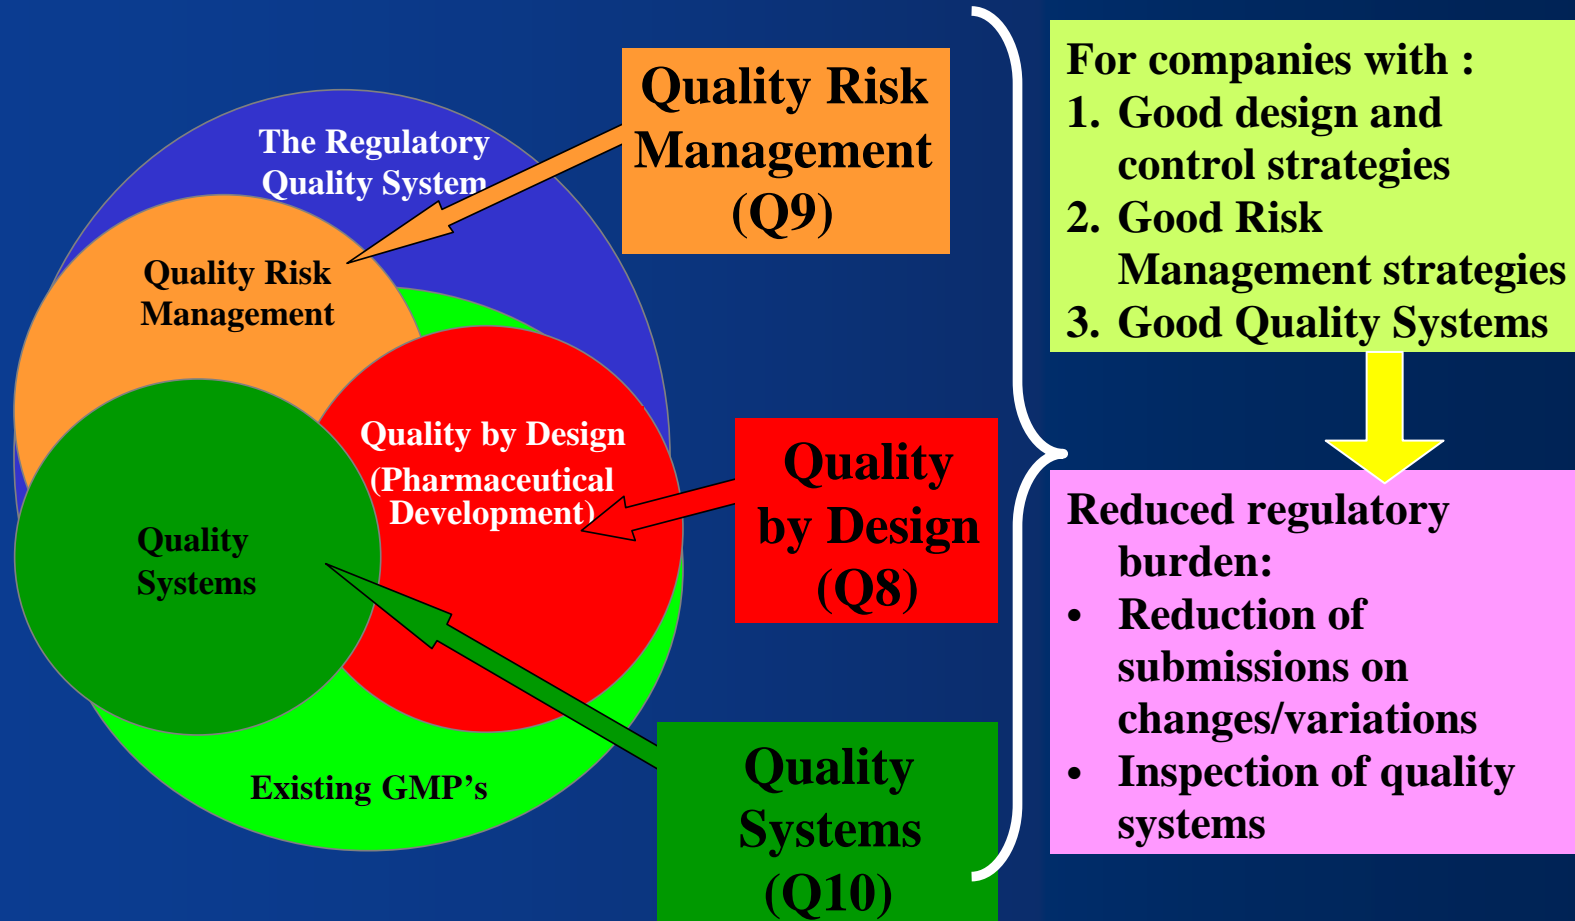 The Regulatory
Quality System
Quality Risk
Management
Quality by Design
(Pharmaceutical
Development)
Quality
Systems
Existing GMP's
Quality Risk
Management
(Q9)
Quality
by Design
(Q8)
Quality
Systems
(Q10)
For companies with :
1. Good design and
control strategies
2. Good Risk
Management strategies
3. Good Quality Systems
Reduced regulatory
burden:
• Reduction of
submissions on
changes/variations
• Inspection of quality
systems